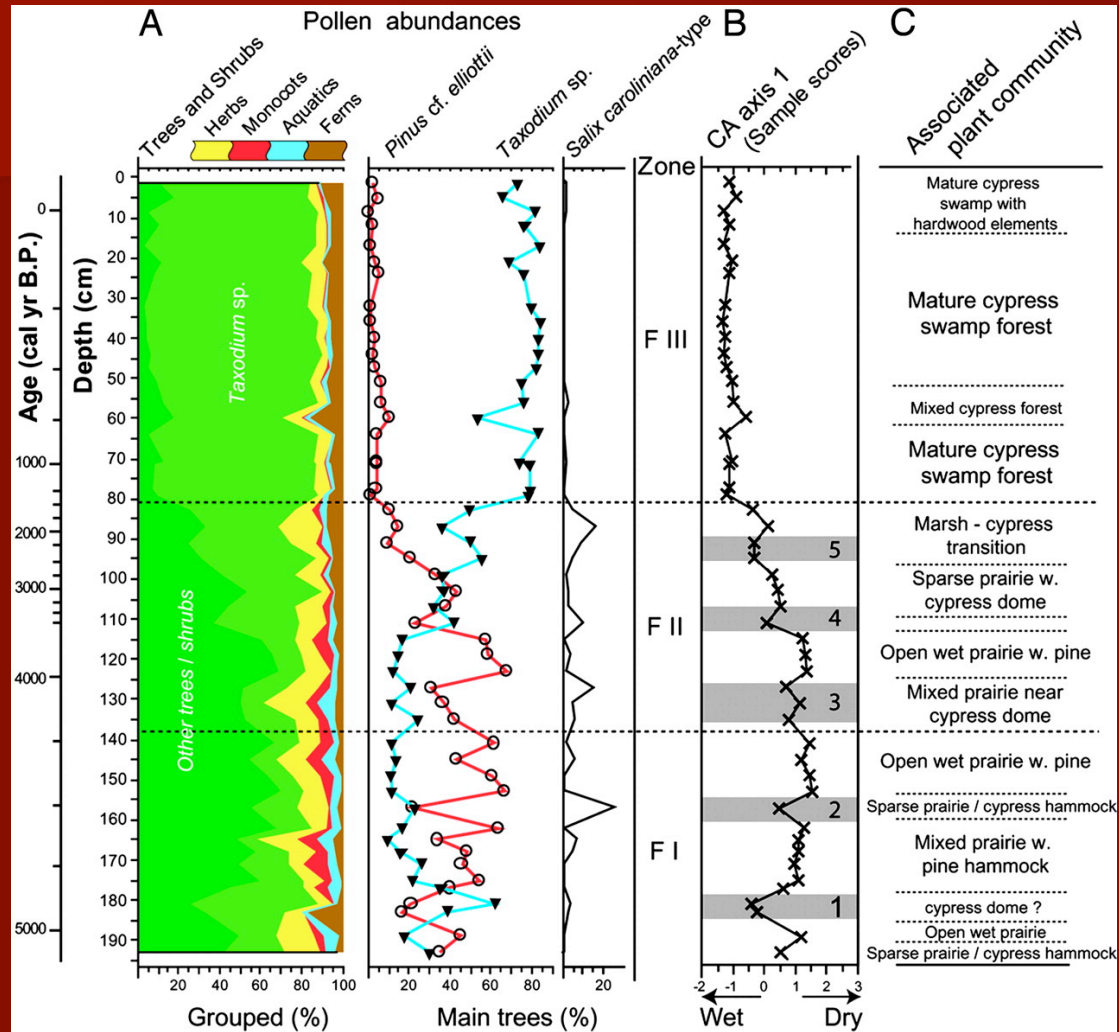 A
Pollen abundances
B
C
Trees and Shrubs
Herbs
Monocots
Aquatics
Ferns
Pinus cf. elliottii
Taxodium sp.
Salix caroliniana-type
CA axis 1
(Sample scores)
Associated
plant community
Zone
Age (cal yr B.P.)
0
1000
2000
3000
4000
5000
Depth (cm)
0
10
20
30
40
50
60
70
80
90
100
110
120
130
140
150
160
170
180
190
Taxodium sp.
Other trees / shrubs
F III
F II
F I
5
4
3
2
1
Mature cypress
swamp with
hardwood elements
Mature cypress
swamp forest
Mixed cypress forest
Mature cypress
swamp forest
Marsh - cypress
transition
Sparse prairie w.
cypress dome
Open wet prairie w. pine
Mixed prairie near
cypress dome
Open wet prairie w. pine
Sparse prairie / cypress hammock
Mixed prairie w.
pine hammock
cypress dome ?
Open wet prairie
Sparse prairie / cypress hammock
20 60 100
20 40 60 80
20
-2 -1 0 1 2 3
Grouped (%)
Main trees (%)
Wet
Dry